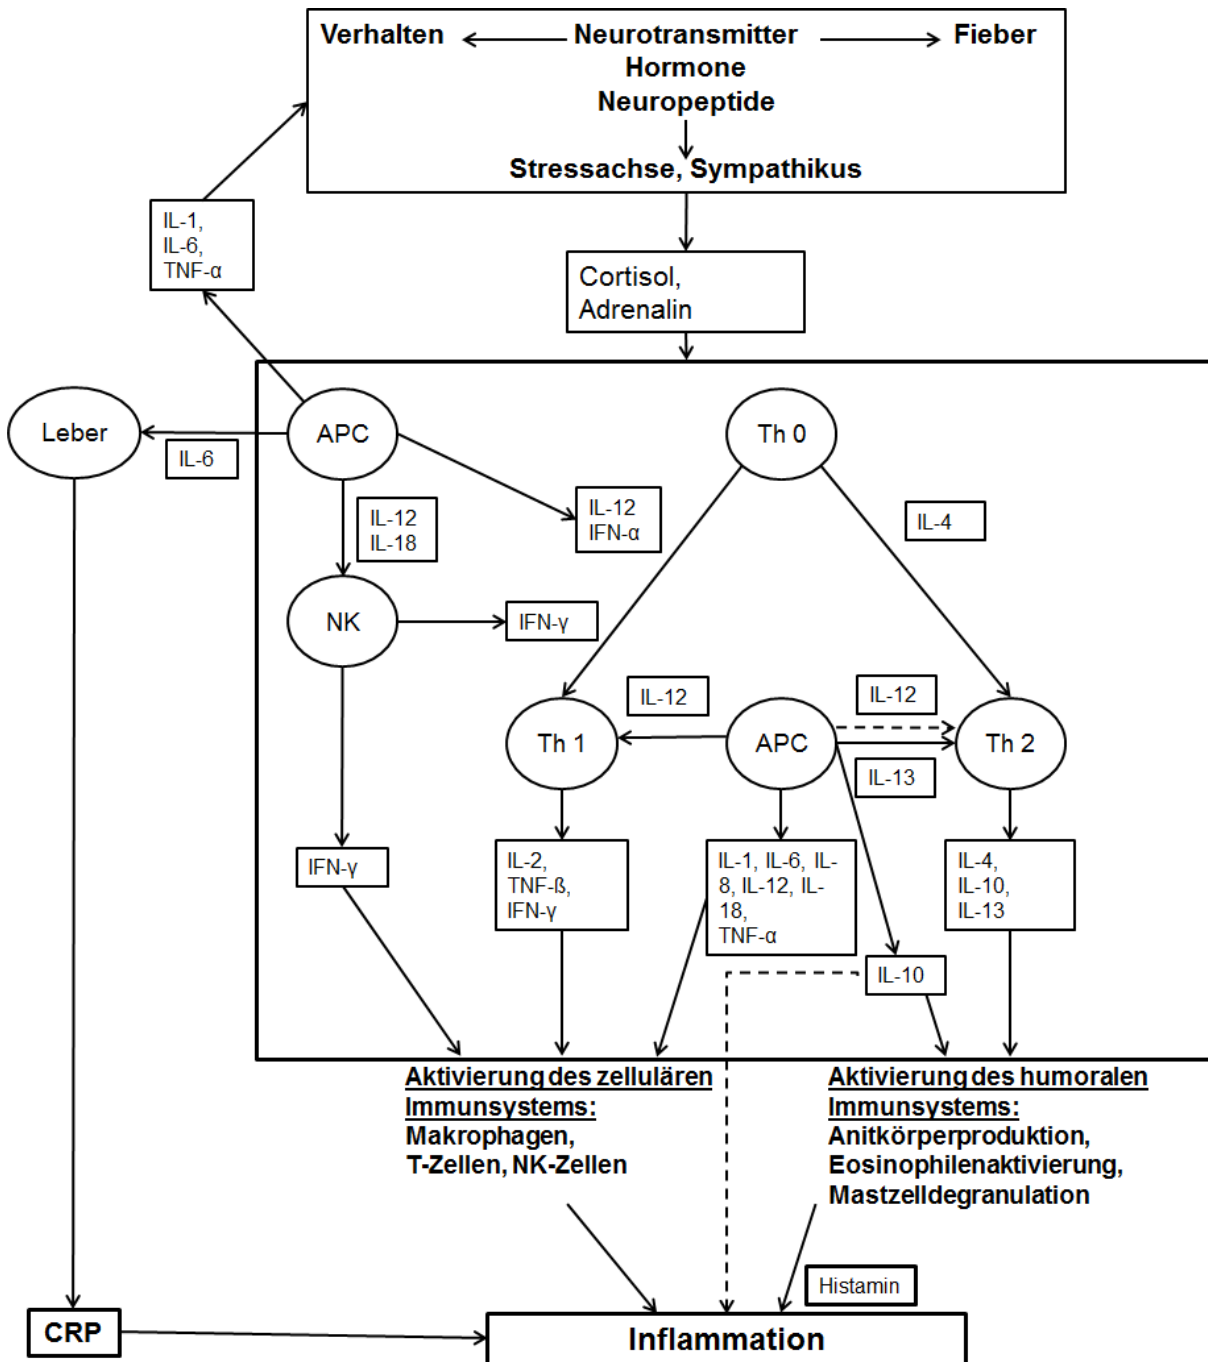 Verhalten
Neurotransmitter
Fieber
Hormone
Neuropeptide
Stressachse, Sympathikus
IL-1,
IL-6,
TNF-α
Cortisol,
Adrenalin
Leber
APC
Th 0
IL-6
IL-12
IL-18
IL-12
IFN-α
IL-4
NK
IFN-γ
IL-12
IL-12
Th 1
APC
Th 2
IL-13
IFN-γ
IL-2,
TNF-ß,
IFN-γ
IL-1, IL-6, IL-
8, IL-12, IL-
18,
TNF-α
IL-4,
IL-10,
IL-13
IL-10
Aktivierung des zellulären
Immunsystems:
Makrophagen,
T-Zellen, NK-Zellen
Aktivierung des humoralen
Immunsystems:
Anitkörperproduktion,
Eosinophilenaktivierung,
Mastzelldegranulation
Histamin
CRP
Inflammation